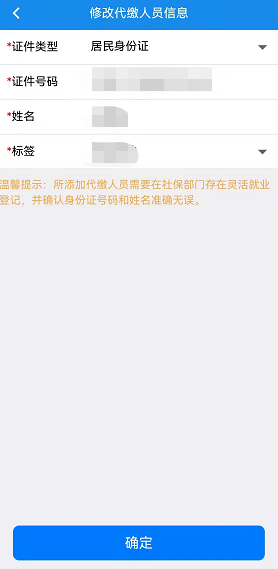 修改代缴人员信息
*证件类型 居民身份证
*证件号码
*姓名
*标签
温馨提示：所添加代缴人员需要在社保部门存在灵活就业
登记，并确认身份证号码和姓名准确无误。
确定